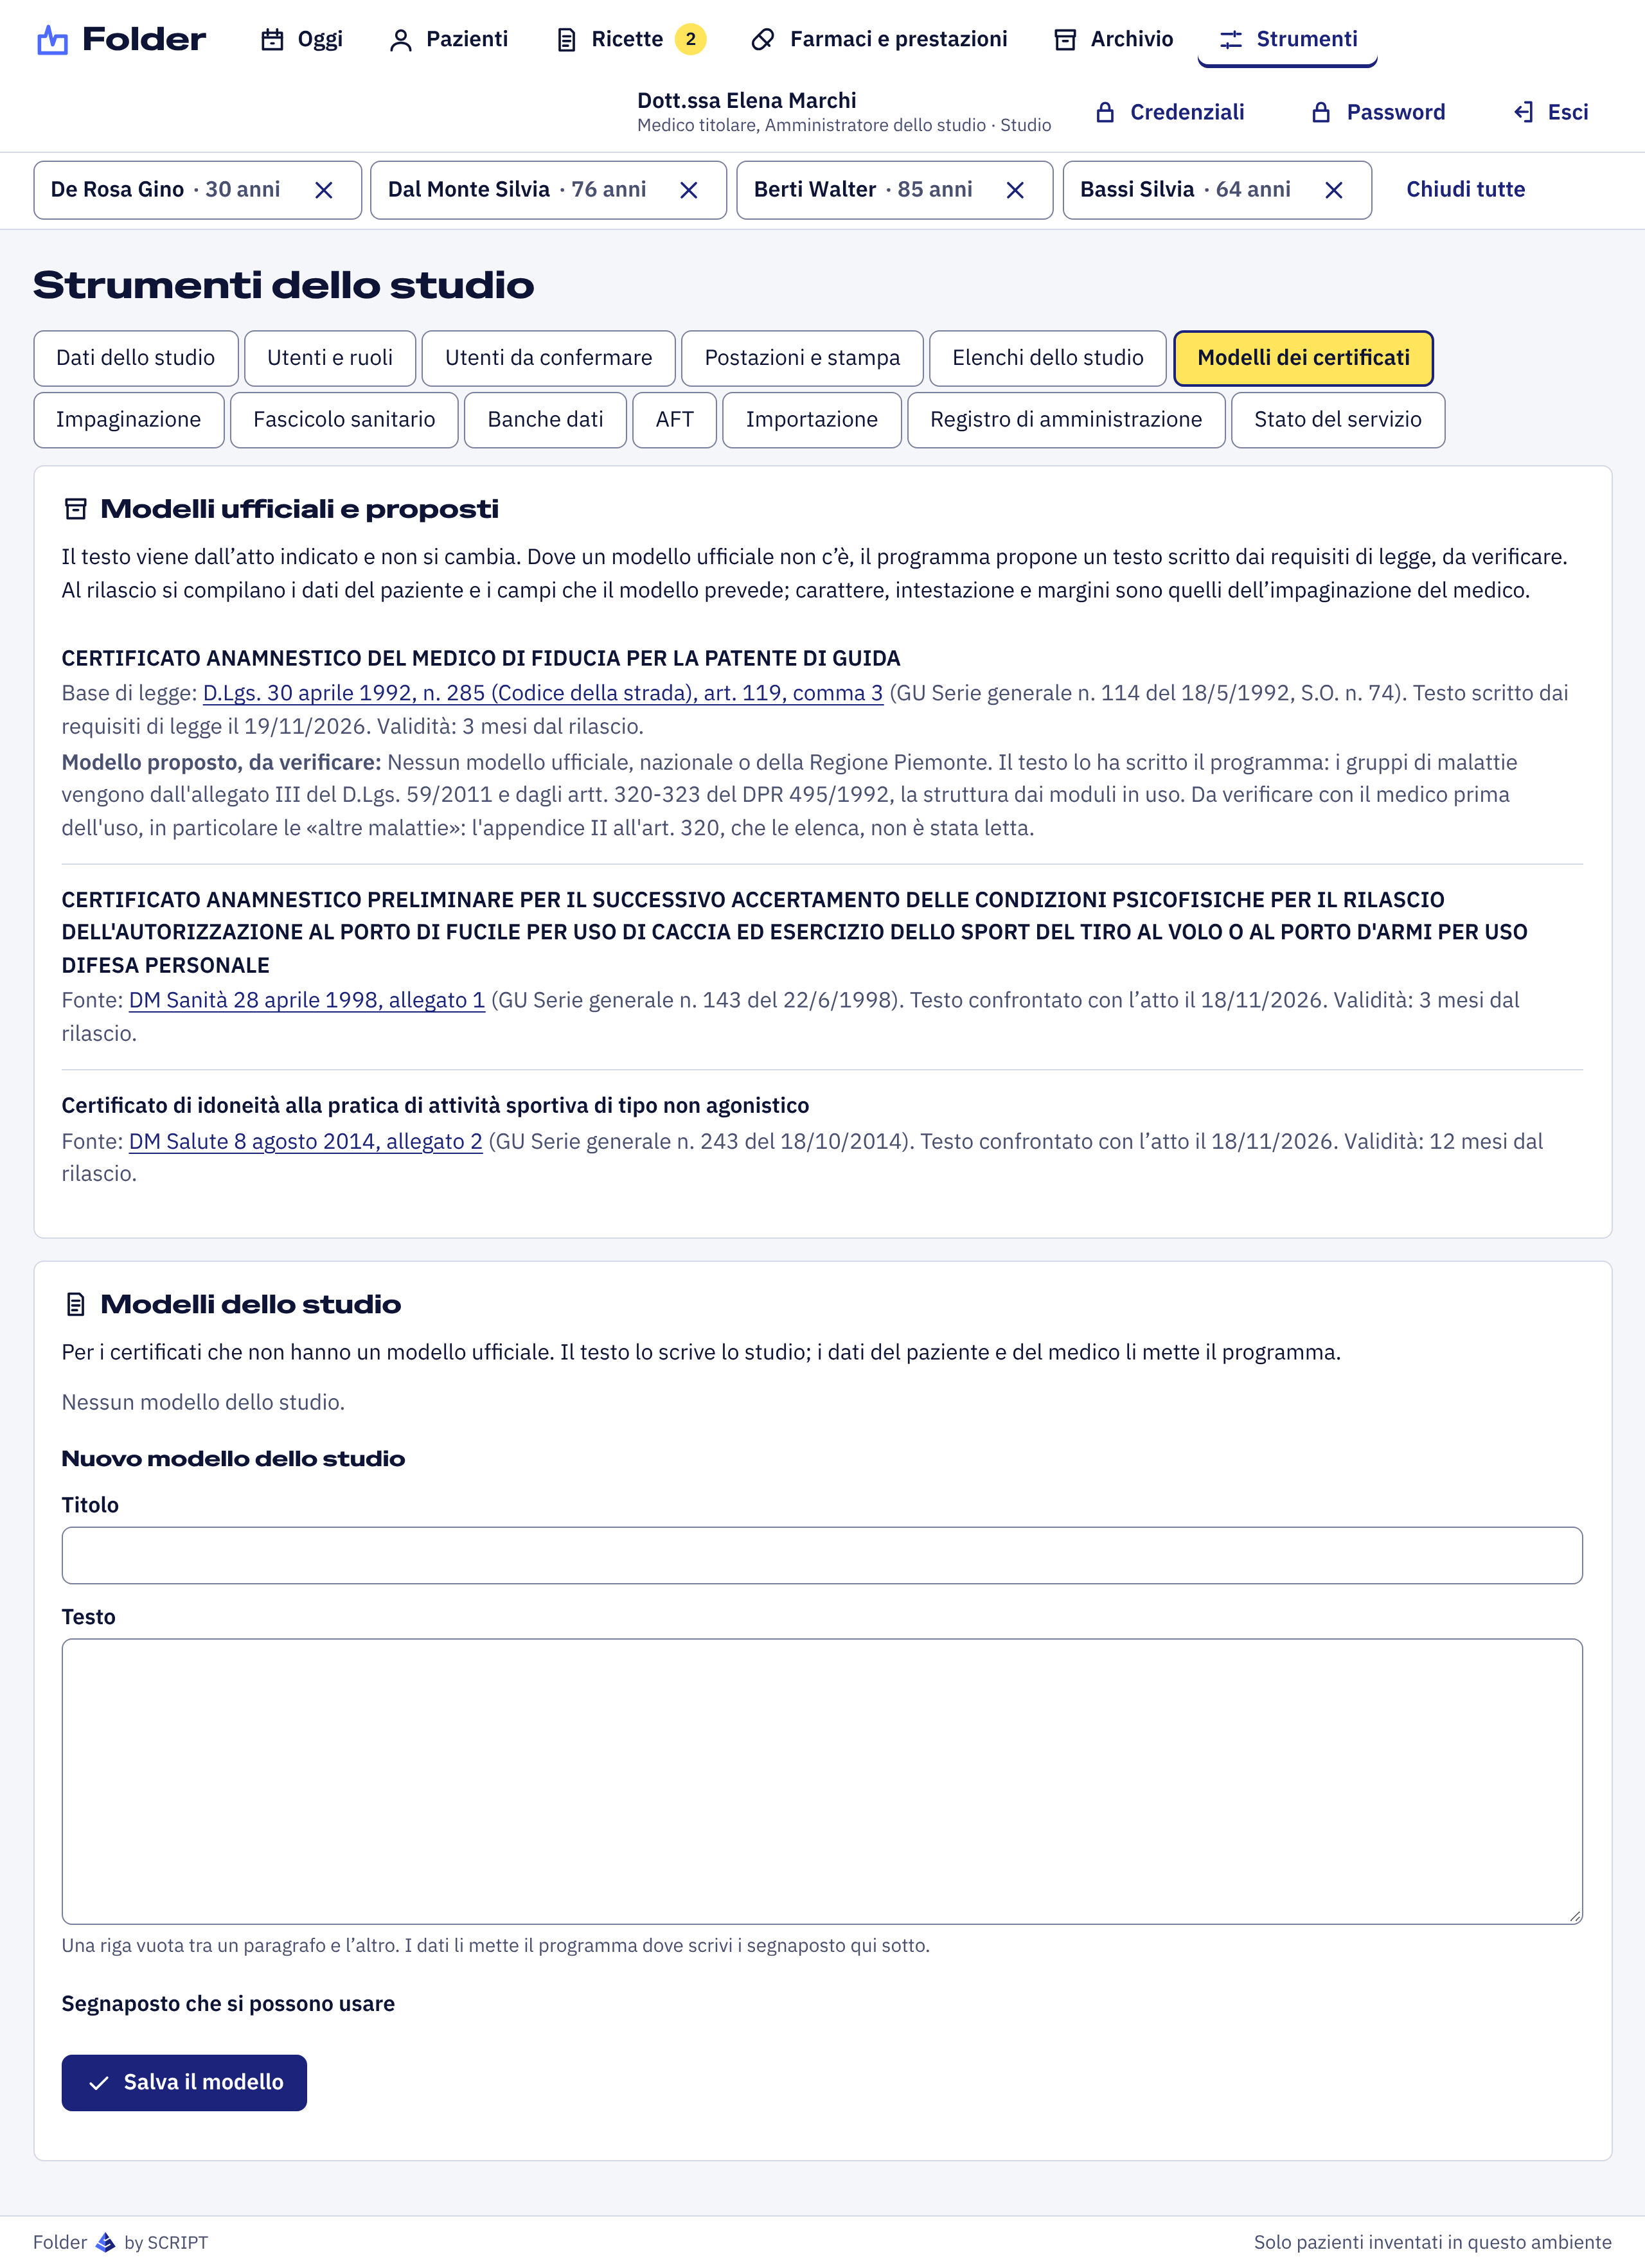 Folder
Oggi
Pazienti
Ricette 2
Farmaci e prestazioni
Archivio
Strumenti
Dott.ssa Elena Marchi
Medico titolare, Amministratore dello studio · Studio
Credenziali
Password
Esci
De Rosa Gino · 30 anni
Dal Monte Silvia · 76 anni
Berti Walter · 85 anni
Bassi Silvia · 64 anni
Chiudi tutte
Strumenti dello studio
Dati dello studio
Utenti e ruoli
Utenti da confermare
Postazioni e stampa
Elenchi dello studio
Modelli dei certificati
Impaginazione
Fascicolo sanitario
Banche dati
AFT
Importazione
Registro di amministrazione
Stato del servizio
Modelli ufficiali e proposti
Il testo viene dall’atto indicato e non si cambia. Dove un modello ufficiale non c’è, il programma propone un testo scritto dai requisiti di legge, da verificare.
Al rilascio si compilano i dati del paziente e i campi che il modello prevede; carattere, intestazione e margini sono quelli dell’impaginazione del medico.
CERTIFICATO ANAMNESTICO DEL MEDICO DI FIDUCIA PER LA PATENTE DI GUIDA
Base di legge: D.Lgs. 30 aprile 1992, n. 285 (Codice della strada), art. 119, comma 3 (GU Serie generale n. 114 del 18/5/1992, S.O. n. 74). Testo scritto dai
requisiti di legge il 19/11/2026. Validità: 3 mesi dal rilascio.
Modello proposto, da verificare: Nessun modello ufficiale, nazionale o della Regione Piemonte. Il testo lo ha scritto il programma: i gruppi di malattie
vengono dall'allegato III del D.Lgs. 59/2011 e dagli artt. 320-323 del DPR 495/1992, la struttura dai moduli in uso. Da verificare con il medico prima
dell'uso, in particolare le «altre malattie»: l'appendice II all'art. 320, che le elenca, non è stata letta.
CERTIFICATO ANAMNESTICO PRELIMINARE PER IL SUCCESSIVO ACCERTAMENTO DELLE CONDIZIONI PSICOFISICHE PER IL RILASCIO
DELL'AUTORIZZAZIONE AL PORTO DI FUCILE PER USO DI CACCIA ED ESERCIZIO DELLO SPORT DEL TIRO AL VOLO O AL PORTO D'ARMI PER USO
DIFESA PERSONALE
Fonte: DM Sanità 28 aprile 1998, allegato 1 (GU Serie generale n. 143 del 22/6/1998). Testo confrontato con l’atto il 18/11/2026. Validità: 3 mesi dal
rilascio.
Certificato di idoneità alla pratica di attività sportiva di tipo non agonistico
Fonte: DM Salute 8 agosto 2014, allegato 2 (GU Serie generale n. 243 del 18/10/2014). Testo confrontato con l’atto il 18/11/2026. Validità: 12 mesi dal
rilascio.
Modelli dello studio
Per i certificati che non hanno un modello ufficiale. Il testo lo scrive lo studio; i dati del paziente e del medico li mette il programma.
Nessun modello dello studio.
Nuovo modello dello studio
Titolo
Testo
Una riga vuota tra un paragrafo e l’altro. I dati li mette il programma dove scrivi i segnaposto qui sotto.
Segnaposto che si possono usare
Salva il modello
Folder by SCRIPT
Solo pazienti inventati in questo ambiente